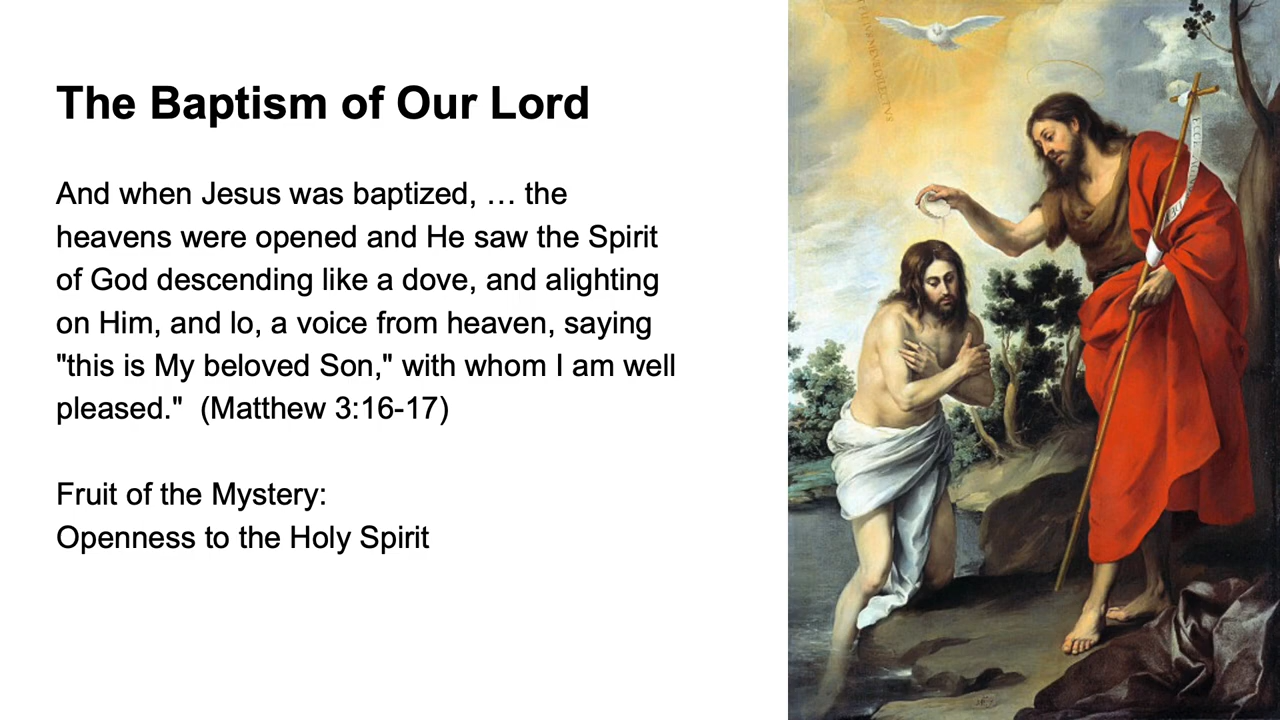 The Baptism of Our Lord
And when Jesus was baptized, … the
heavens were opened and He saw the Spirit
of God descending like a dove, and alighting
on Him, and lo, a voice from heaven, saying
"this is My beloved Son," with whom I am well
pleased."  (Matthew 3:16-17)
Fruit of the Mystery:
Openness to the Holy Spirit
ECCE